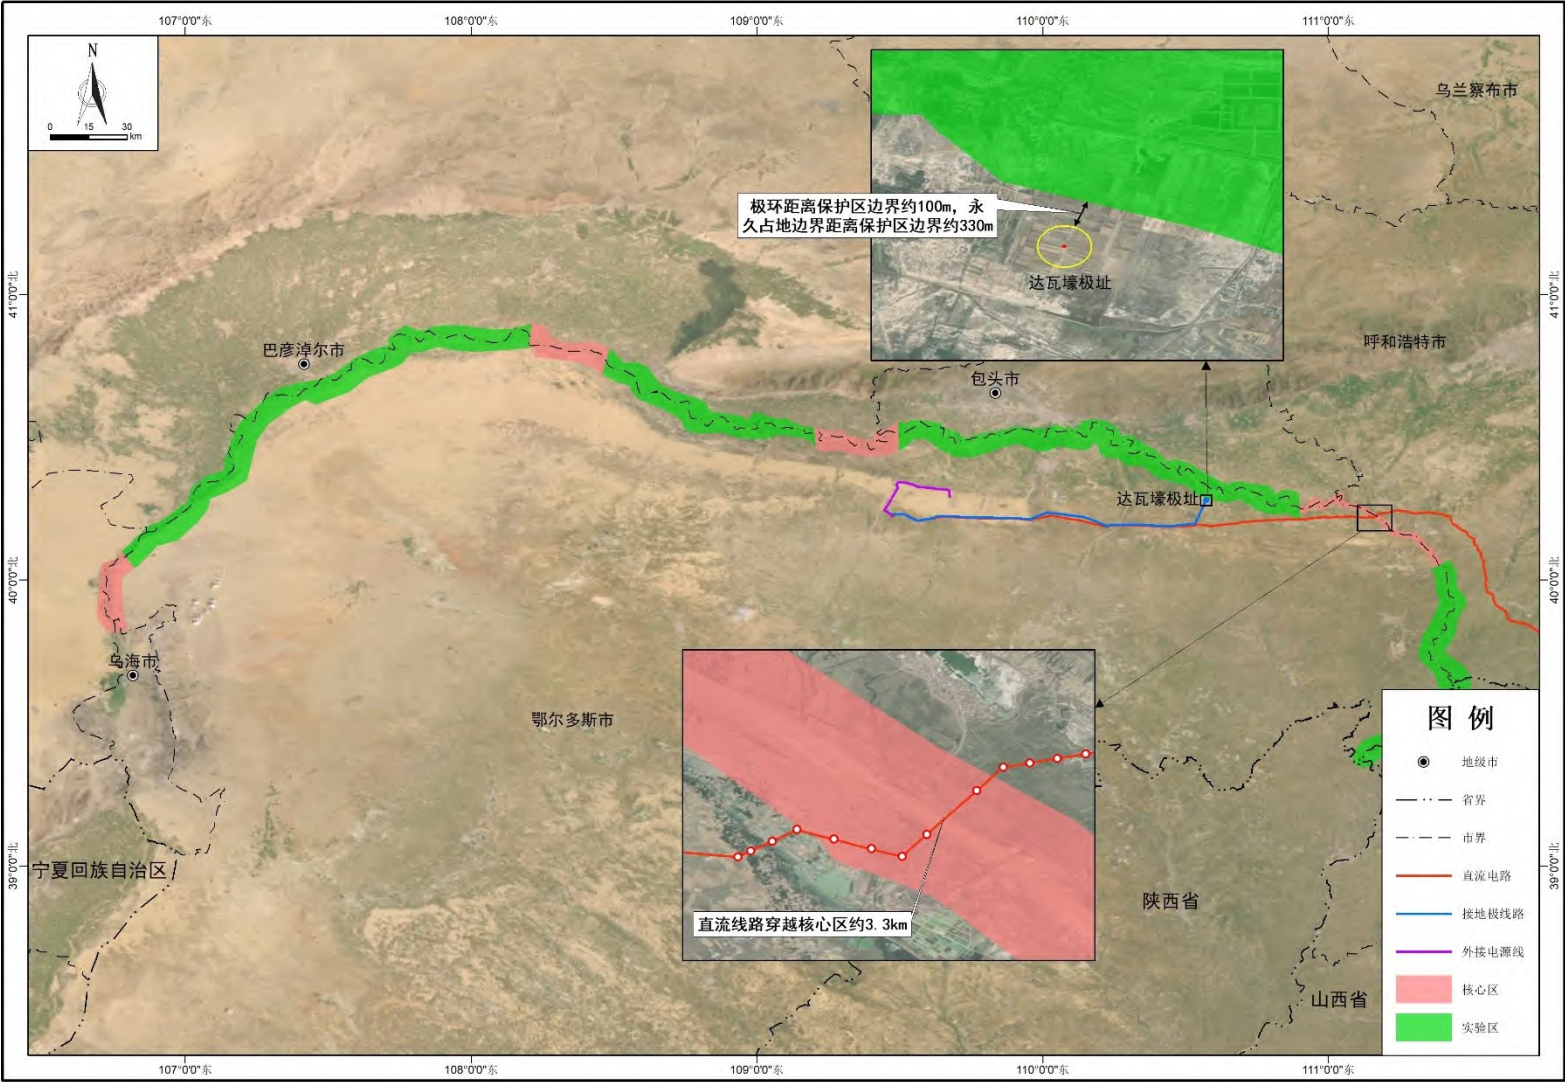 107°0'0"东
108°0'0"东
109°0'0"东
110°0'0"东
111°0'0"东
N
0 15 30
km
乌兰察布市
极环距离保护区边界约100m，永
久占地边界距离保护区边界约330m
达瓦壕极址
41°0'0"北
41°0'0"北
呼和浩特市
巴彦淖尔市
包头市
达瓦壕极址
40°0'0"北
40°0'0"北
乌海市
鄂尔多斯市
图 例
地级市
省界
市界
直流电路
接地极线路
外接电源线
核心区
实验区
宁夏回族自治区
39°0'0"北
39°0'0"北
陕西省
直流线路穿越核心区约3.3km
山西省
107°0'0"东
108°0'0"东
109°0'0"东
110°0'0"东
111°0'0"东